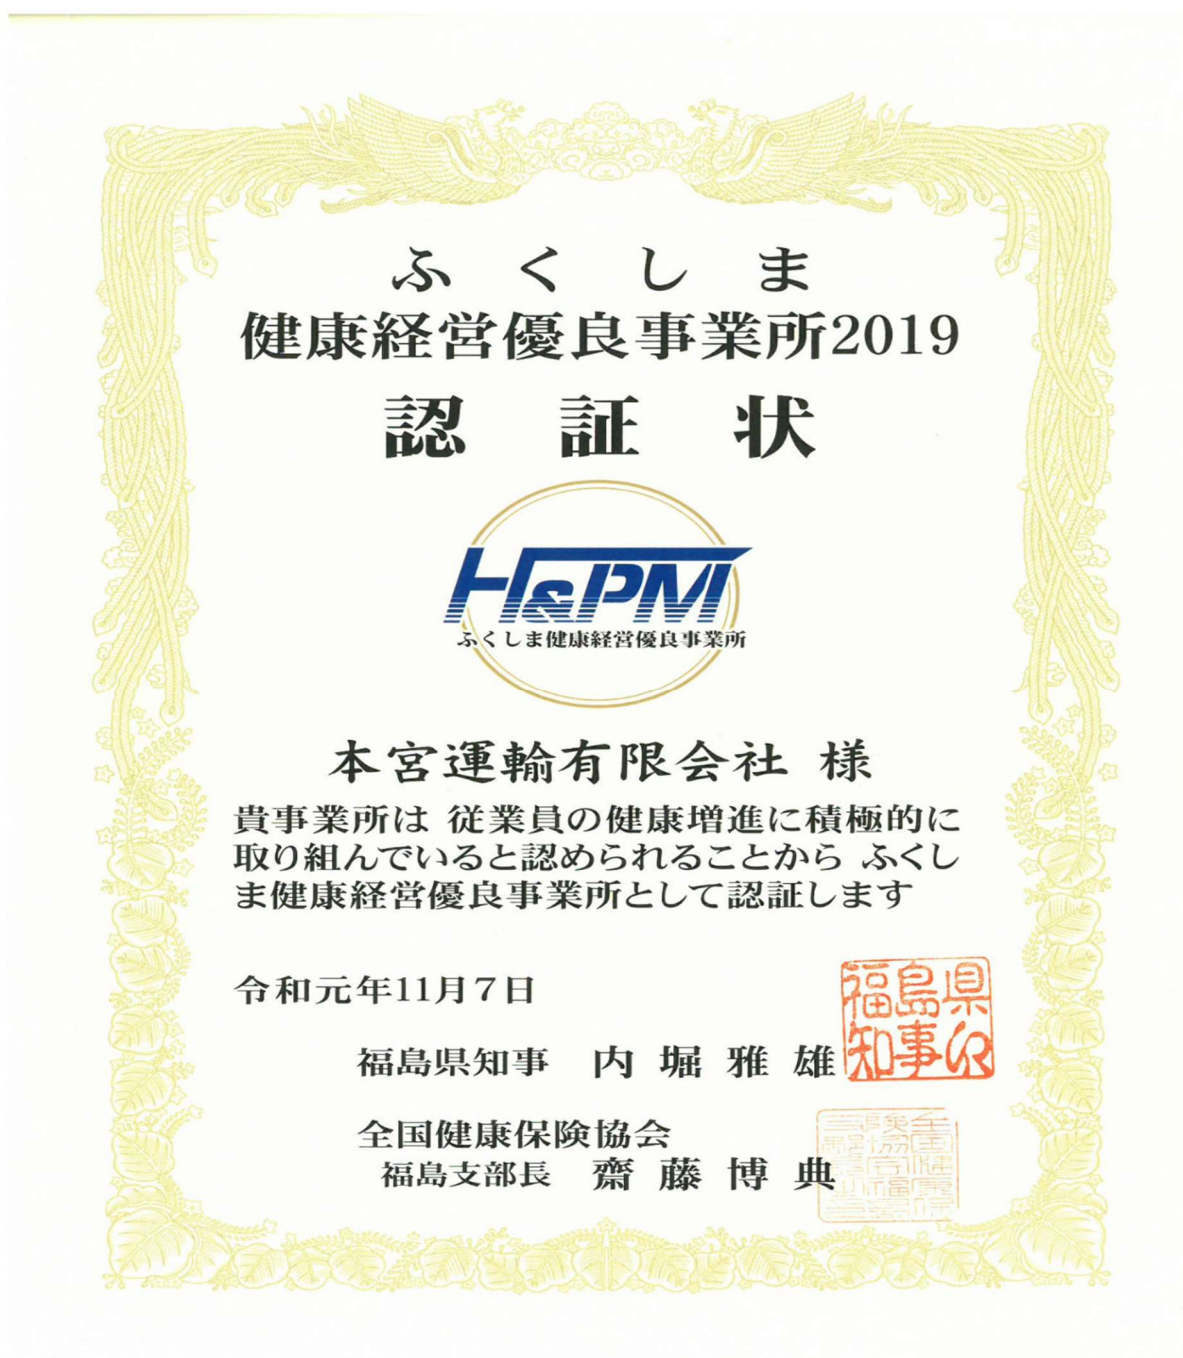 ふくしま
健康経営優良事業所2019
認証状
H&PM
ふくしま健康経営優良事業所
本宮運輸有限会社 様
貴事業所は 従業員の健康増進に積極的に
取り組んでいると認められることから ふくし
ま健康経営優良事業所として認証します
令和元年11月7日
福島県知事 内堀雅雄
福島県
知事印
全国健康保険協会
福島支部長 齋藤博典